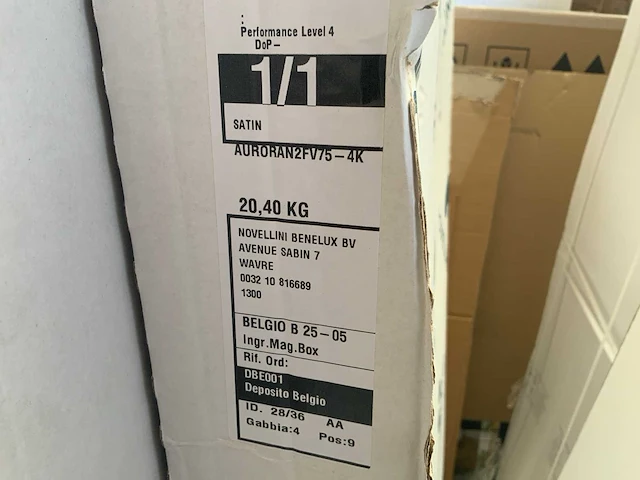 :
Performance Level 4
DoP-
1/1
SATIN
AURORAN2FV75-4K
20,40 KG
NOVELLINI BENELUX BV
AVENUE SABIN 7
WAVRE
0032 10 816689
1300
BELGIO B 25-05
Ingr.Mag.Box
Rif. Ord:
DBE001
Deposito Belgio
ID. 28/36 AA
Gabbia:4 Pos:9